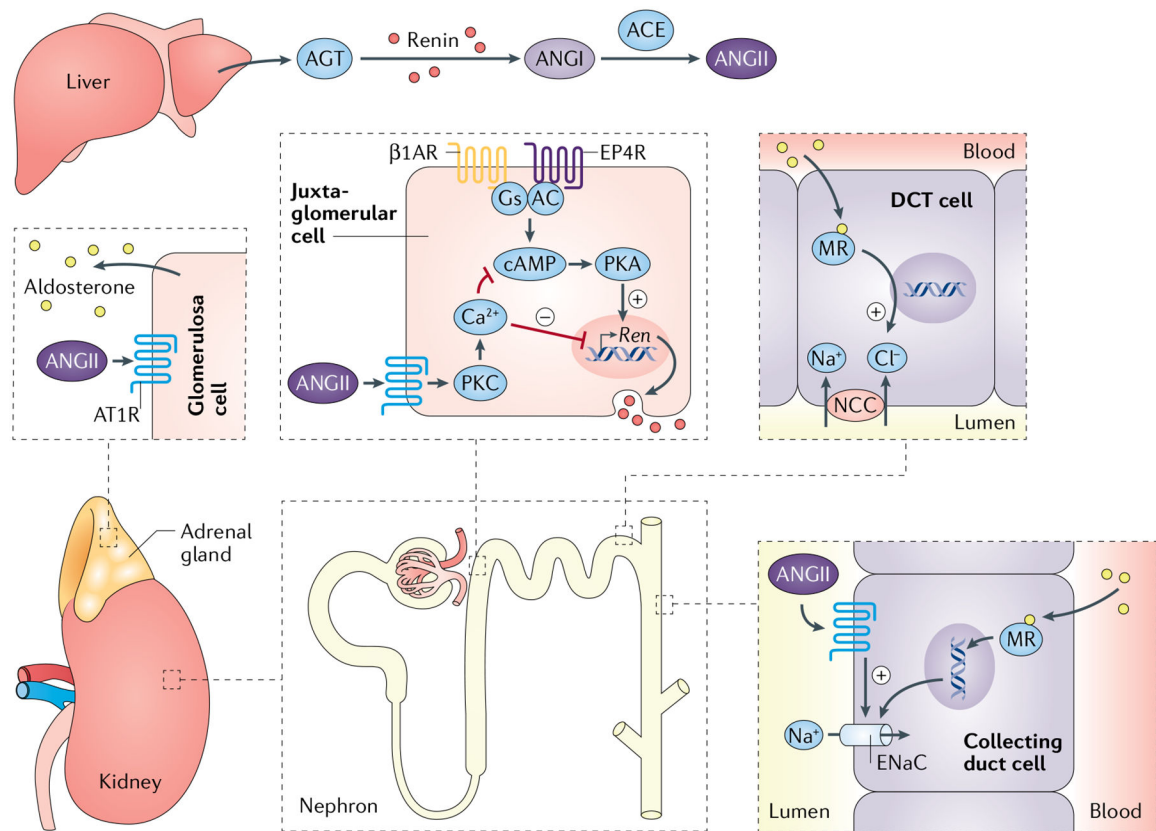 Liver
AGT
Renin
ANGI
ACE
ANGII
Aldosterone
ANGII
AT1R
Glomerulosa
cell
Juxta-
glomerular
cell
β1AR
EP4R
Gs
AC
cAMP
PKA
+
Ca²⁺
−
Ren
ANGII
PKC
Blood
DCT cell
MR
+
Na⁺
Cl⁻
NCC
Lumen
Adrenal
gland
Kidney
Nephron
ANGII
MR
+
Na⁺
ENaC
Collecting
duct cell
Lumen
Blood